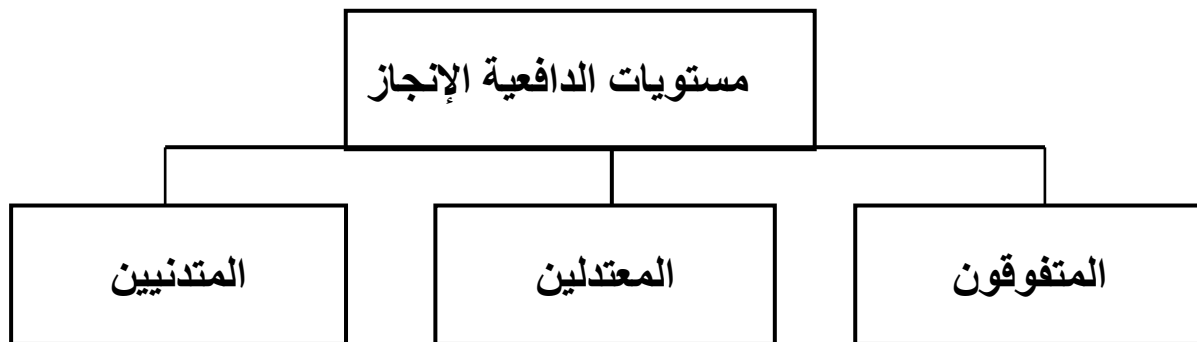 مستويات الدافعية الإنجاز
المتفوقون
المعتدلين
المتدنيين